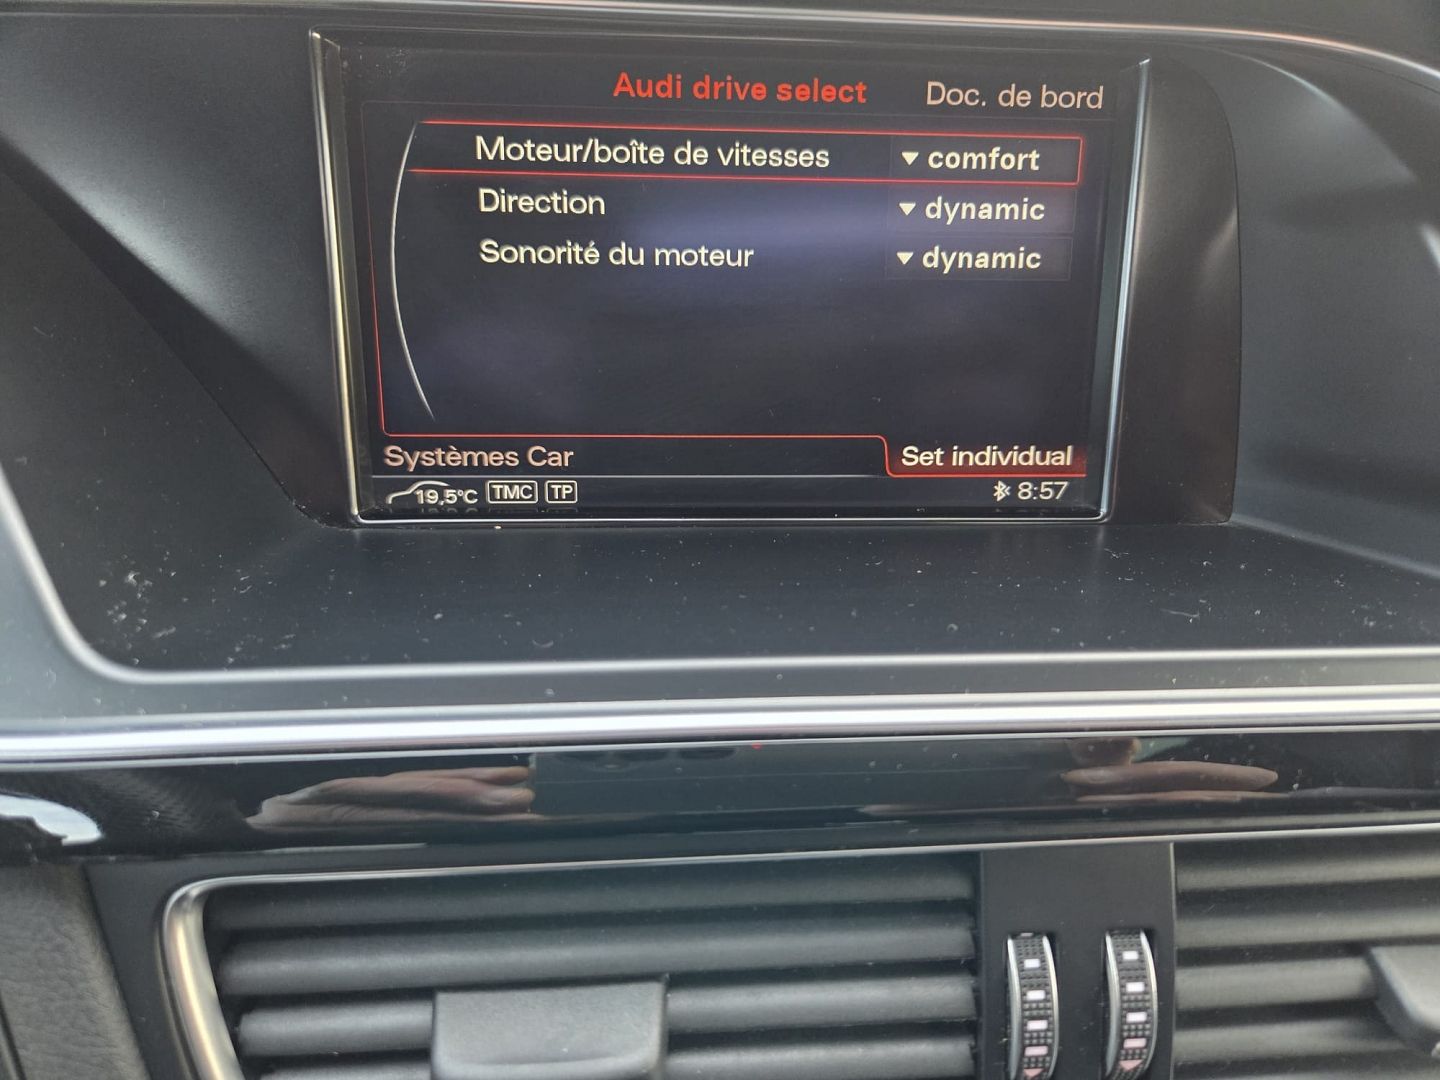 Audi drive select Doc. de bord
Moteur/boîte de vitesses comfort
Direction dynamic
Sonorité du moteur dynamic
Systèmes Car Set individual
19,5°C TMC TP 8:57